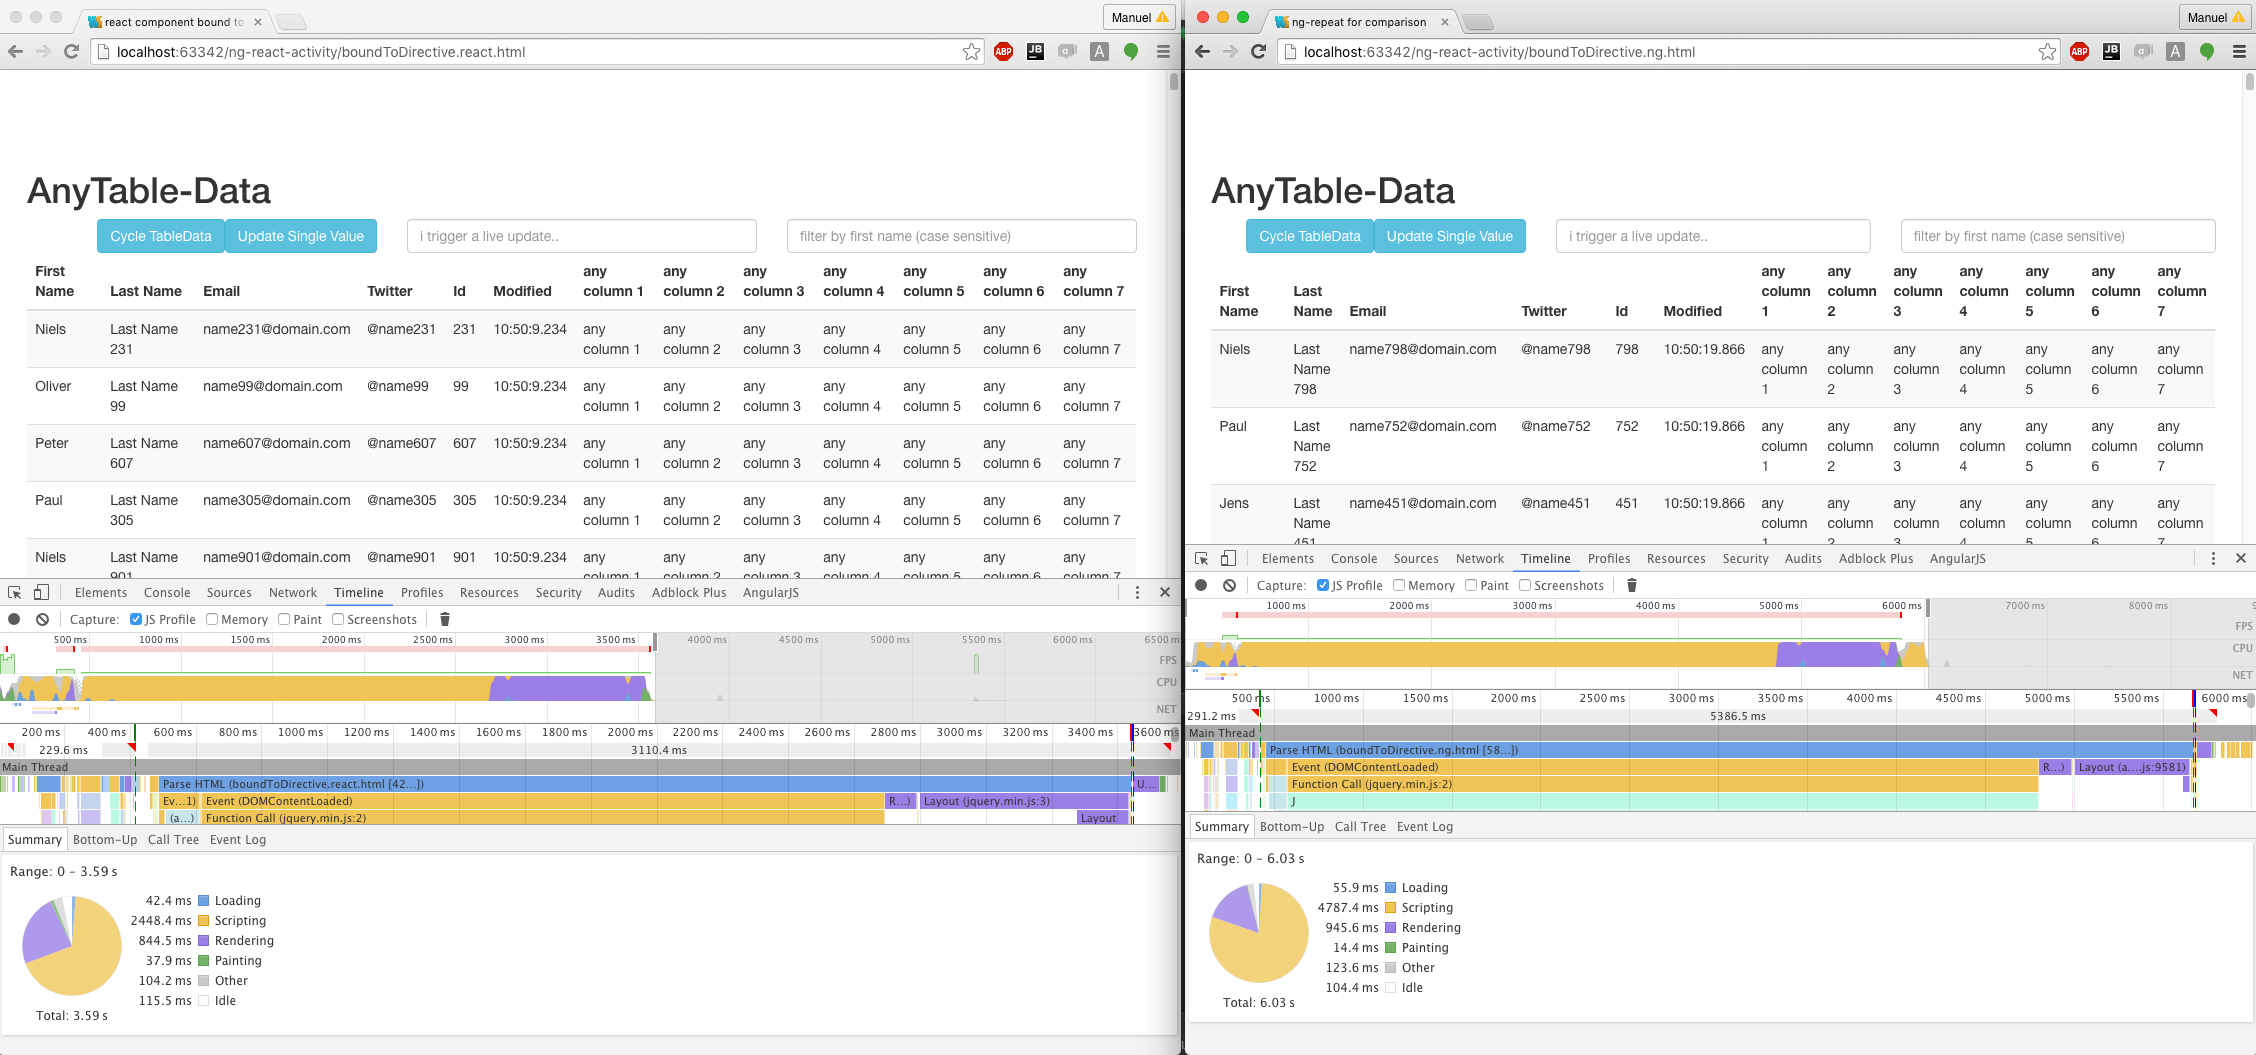 react component bound to
Manuel
localhost:63342/ng-react-activity/boundToDirective.react.html
ABP
JB
A
AnyTable-Data
Cycle TableData
Update Single Value
i trigger a live update..
filter by first name (case sensitive)
First Name Last Name Email Twitter Id Modified any column 1 any column 2 any column 3 any column 4 any column 5 any column 6 any column 7
Niels Last Name 231 name231@domain.com @name231 231 10:50:9.234 any column 1 any column 2 any column 3 any column 4 any column 5 any column 6 any column 7
Oliver Last Name 99 name99@domain.com @name99 99 10:50:9.234 any column 1 any column 2 any column 3 any column 4 any column 5 any column 6 any column 7
Peter Last Name 607 name607@domain.com @name607 607 10:50:9.234 any column 1 any column 2 any column 3 any column 4 any column 5 any column 6 any column 7
Paul Last Name 305 name305@domain.com @name305 305 10:50:9.234 any column 1 any column 2 any column 3 any column 4 any column 5 any column 6 any column 7
Niels Last Name 901 name901@domain.com @name901 901 10:50:9.234 any column 1 any column 2 any column 3 any column 4 any column 5 any column 6 any column 7
Elements Console Sources Network Timeline Profiles Resources Security Audits Adblock Plus AngularJS
Capture: JS Profile Memory Paint Screenshots
500 ms 1000 ms 1500 ms 2000 ms 2500 ms 3000 ms 3500 ms 4000 ms 4500 ms 5000 ms 5500 ms 6000 ms 6500 m
FPS
CPU
NET
200 ms 400 ms 600 ms 800 ms 1000 ms 1200 ms 1400 ms 1600 ms 1800 ms 2000 ms 2200 ms 2400 ms 2600 ms 2800 ms 3000 ms 3200 ms 3400 ms 3600 ms
229.6 ms 3110.4 ms
Main Thread
Parse HTML (boundToDirective.react.html [42...]) U...
Ev...1) Event (DOMContentLoaded) R...) Layout (jquery.min.js:3)
(a...) Function Call (jquery.min.js:2) Layout
Summary Bottom-Up Call Tree Event Log
Range: 0 – 3.59 s
42.4 ms Loading
2448.4 ms Scripting
844.5 ms Rendering
37.9 ms Painting
104.2 ms Other
115.5 ms Idle
Total: 3.59 s
ng-repeat for comparison
Manuel
localhost:63342/ng-react-activity/boundToDirective.ng.html
ABP
JB
A
AnyTable-Data
Cycle TableData
Update Single Value
i trigger a live update..
filter by first name (case sensitive)
First Name Last Name Email Twitter Id Modified any column 1 any column 2 any column 3 any column 4 any column 5 any column 6 any column 7
Niels Last Name 798 name798@domain.com @name798 798 10:50:19.866 any column 1 any column 2 any column 3 any column 4 any column 5 any column 6 any column 7
Paul Last Name 752 name752@domain.com @name752 752 10:50:19.866 any column 1 any column 2 any column 3 any column 4 any column 5 any column 6 any column 7
Jens Last Name 451 name451@domain.com @name451 451 10:50:19.866 any column 1 any column 2 any column 3 any column 4 any column 5 any column 6 any column 7
Elements Console Sources Network Timeline Profiles Resources Security Audits Adblock Plus AngularJS
Capture: JS Profile Memory Paint Screenshots
1000 ms 2000 ms 3000 ms 4000 ms 5000 ms 6000 ms 7000 ms 8000 ms 9
FPS
CPU
NET
500 ms 1000 ms 1500 ms 2000 ms 2500 ms 3000 ms 3500 ms 4000 ms 4500 ms 5000 ms 5500 ms 6000 ms
291.2 ms 5386.5 ms
Main Thread
Parse HTML (boundToDirective.ng.html [58...])
Event (DOMContentLoaded) R...) Layout (a....js:9581)
Function Call (jquery.min.js:2)
J
Summary Bottom-Up Call Tree Event Log
Range: 0 – 6.03 s
55.9 ms Loading
4787.4 ms Scripting
945.6 ms Rendering
14.4 ms Painting
123.6 ms Other
104.4 ms Idle
Total: 6.03 s